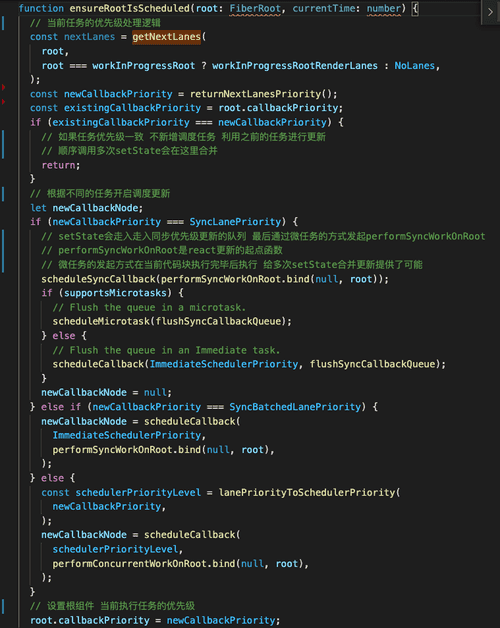 function ensureRootIsScheduled(root: FiberRoot, currentTime: number) {
  // 当前任务的优先级处理逻辑
  const nextLanes = getNextLanes(
    root,
    root === workInProgressRoot ? workInProgressRootRenderLanes : NoLanes,
  );
  const newCallbackPriority = returnNextLanesPriority();
  const existingCallbackPriority = root.callbackPriority;
  if (existingCallbackPriority === newCallbackPriority) {
    // 如果任务优先级一致 不新增调度任务 利用之前的任务进行更新
    // 顺序调用多次setState会在这里合并
    return;
  }
  // 根据不同的任务开启调度更新
  let newCallbackNode;
  if (newCallbackPriority === SyncLanePriority) {
    // setState会走入走入同步优先级更新的队列 最后通过微任务的方式发起performSyncWorkOnRoot
    // performSyncWorkOnRoot是react更新的起点函数
    // 微任务的发起方式在当前代码块执行完毕后执行 给多次setState合并更新提供了可能
    scheduleSyncCallback(performSyncWorkOnRoot.bind(null, root));
    if (supportsMicrotasks) {
      // Flush the queue in a microtask.
      scheduleMicrotask(flushSyncCallbackQueue);
    } else {
      // Flush the queue in an Immediate task.
      scheduleCallback(ImmediateSchedulerPriority, flushSyncCallbackQueue);
    }
    newCallbackNode = null;
  } else if (newCallbackPriority === SyncBatchedLanePriority) {
    newCallbackNode = scheduleCallback(
      ImmediateSchedulerPriority,
      performSyncWorkOnRoot.bind(null, root),
    );
  } else {
    const schedulerPriorityLevel = lanePriorityToSchedulerPriority(
      newCallbackPriority,
    );
    newCallbackNode = scheduleCallback(
      schedulerPriorityLevel,
      performConcurrentWorkOnRoot.bind(null, root),
    );
  }
  // 设置根组件 当前执行任务的优先级
  root.callbackPriority = newCallbackPriority;